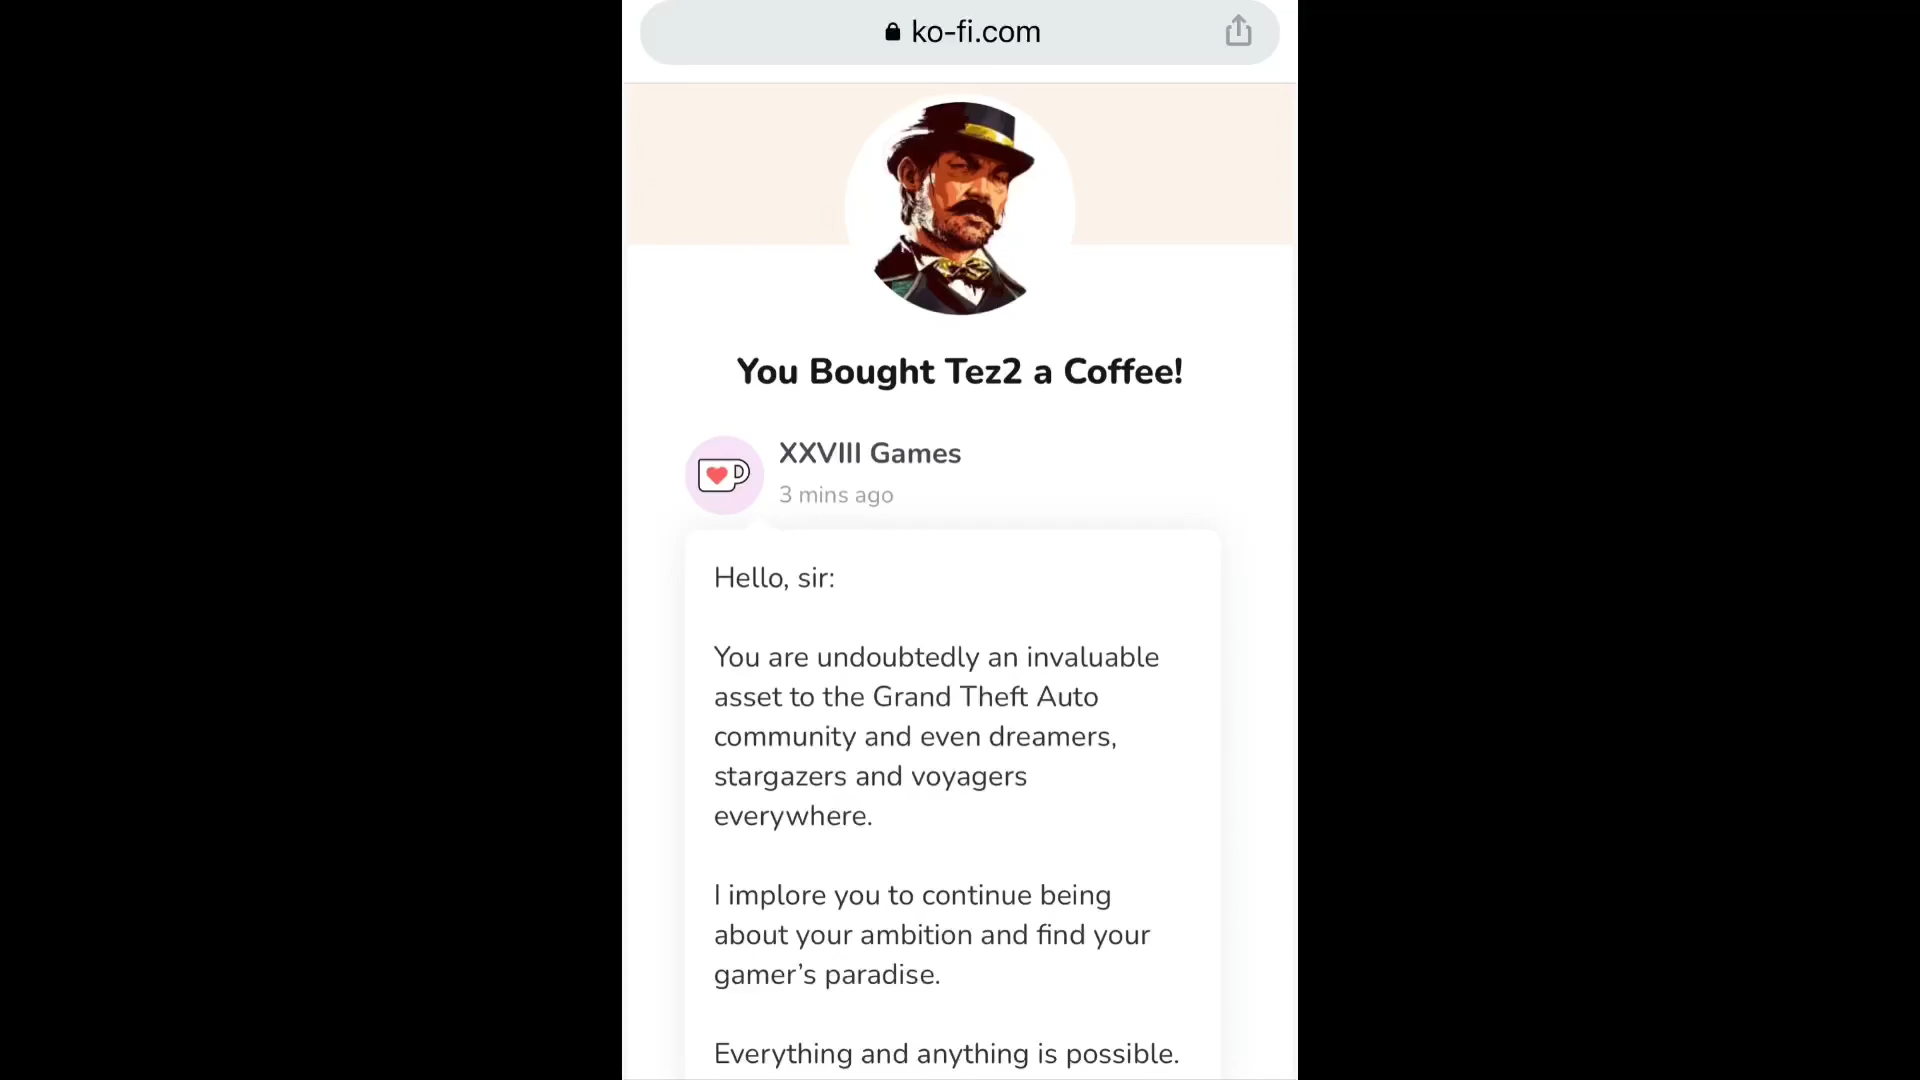 ko-fi.com
You Bought Tez2 a Coffee!
XXVIII Games
3 mins ago
Hello, sir:
You are undoubtedly an invaluable
asset to the Grand Theft Auto
community and even dreamers,
stargazers and voyagers
everywhere.
I implore you to continue being
about your ambition and find your
gamer’s paradise.
Everything and anything is possible.